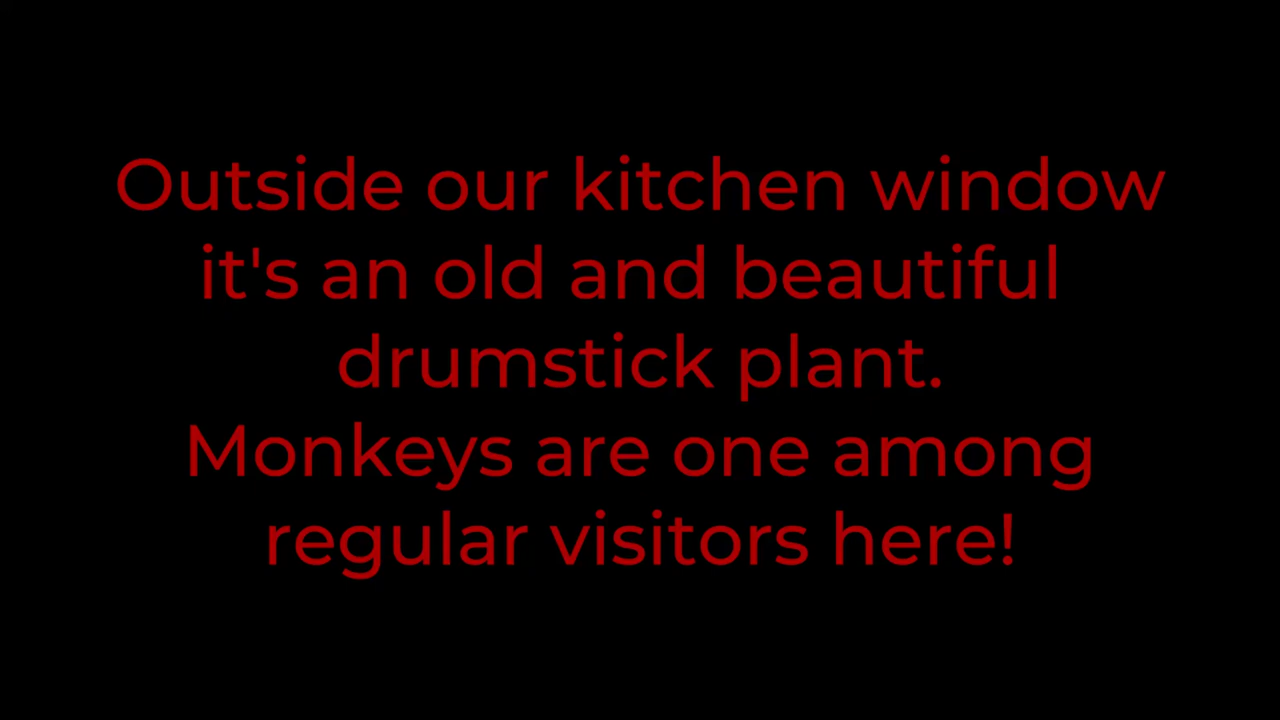 Outside our kitchen window
it's an old and beautiful
drumstick plant.
Monkeys are one among
regular visitors here!